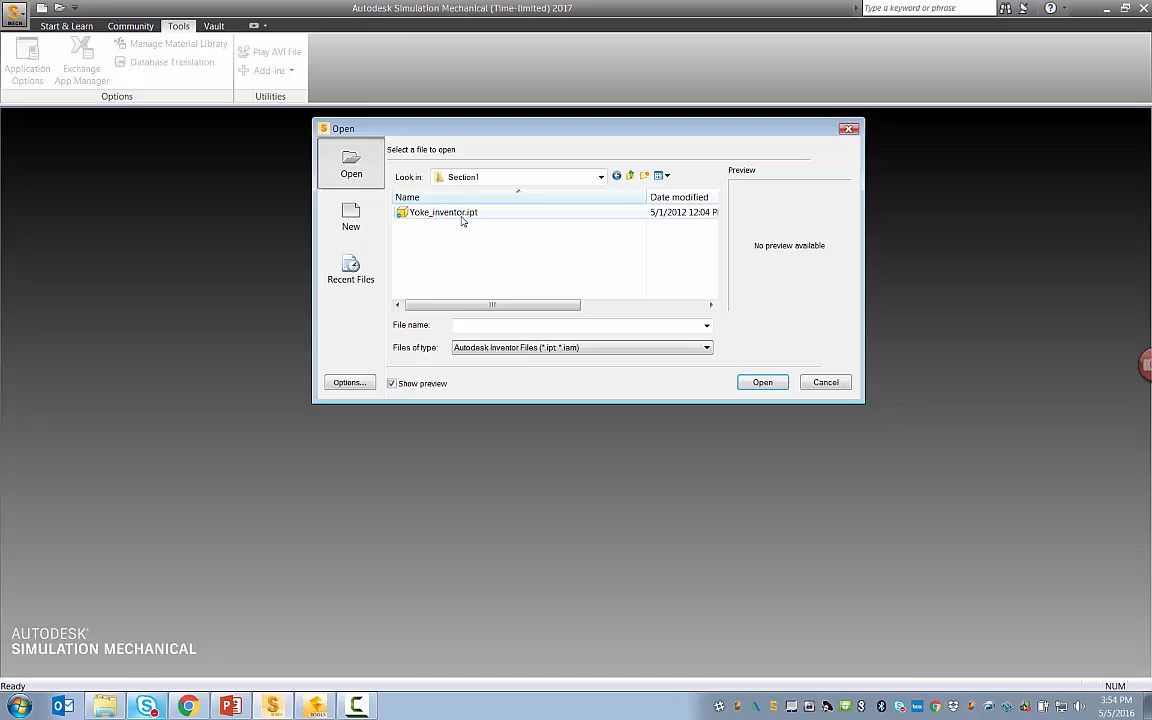 Autodesk Simulation Mechanical (Time-limited) 2017
Type a keyword or phrase
MECH
Start & Learn Community Tools Vault
Application Options
Exchange App Manager
Manage Material Library
Database Translation
Play AVI File
Add-ins
Options
Utilities
Open
Open
New
Recent Files
Select a file to open
Look in: Section1
Name Date modified
Yoke_inventor.ipt 5/1/2012 12:04 P
Preview
No preview available
File name:
Files of type: Autodesk Inventor Files (*.ipt; *.iam)
Options... Show preview Open Cancel
AUTODESK®
SIMULATION MECHANICAL
Ready NUM
TOOLS
3:54 PM
5/5/2016